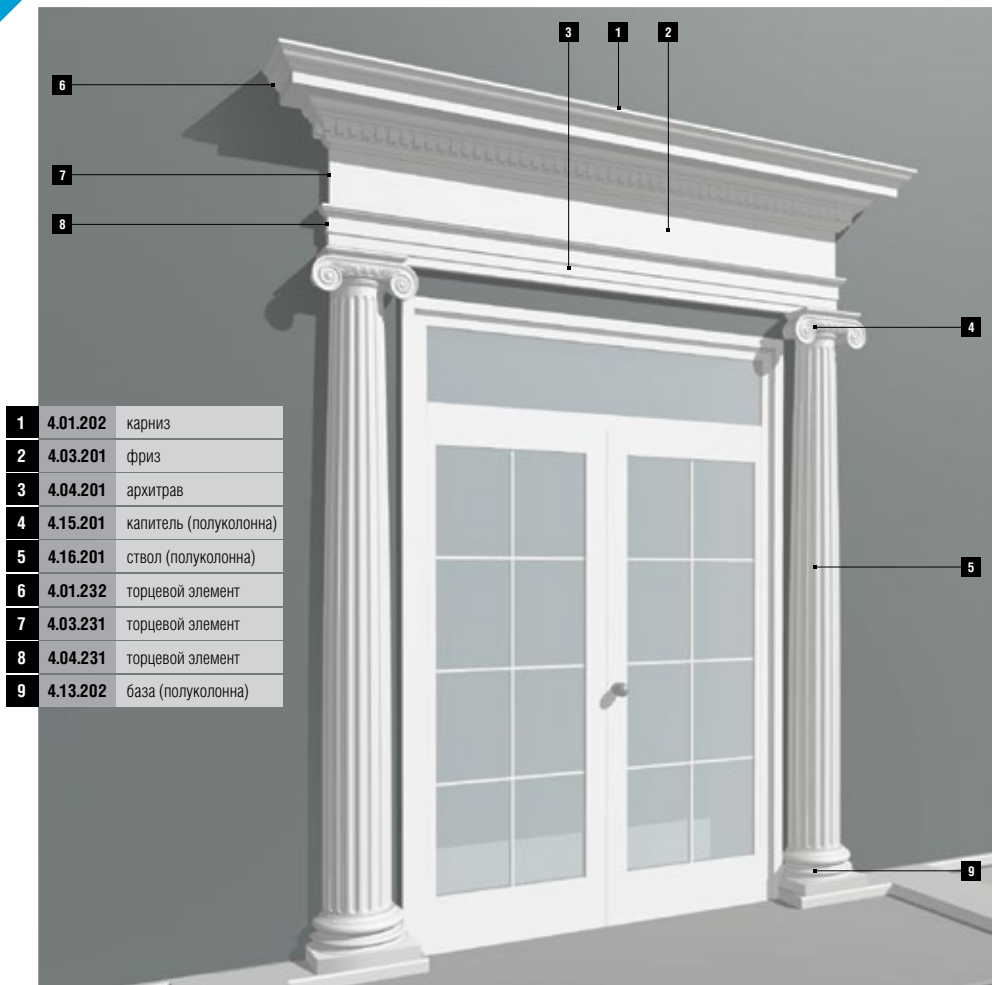 3 1 2
6
7
8
4
1 4.01.202 карниз
2 4.03.201 фриз
3 4.04.201 архитрав
4 4.15.201 капитель (полуколонна)
5 4.16.201 ствол (полуколонна)
6 4.01.232 торцевой элемент
7 4.03.231 торцевой элемент
8 4.04.231 торцевой элемент
9 4.13.202 база (полуколонна)
5
9